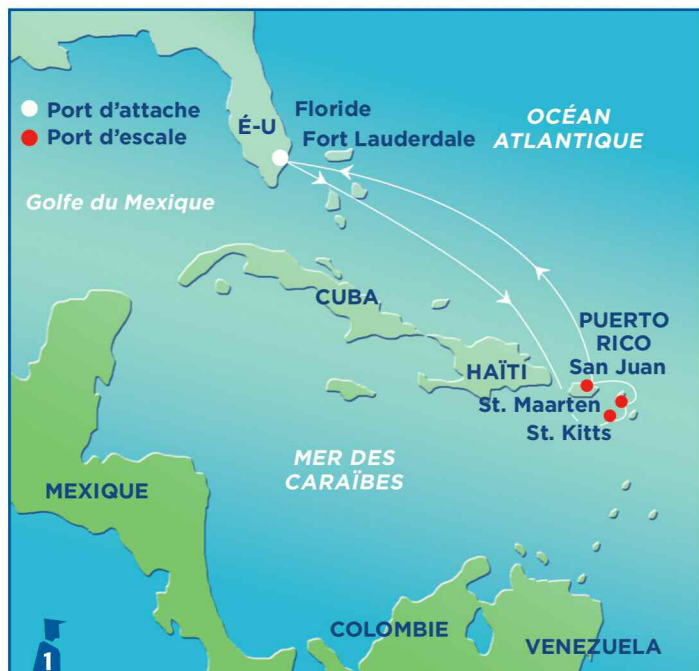 Port d'attache
Port d'escale
Floride
É-U
Fort Lauderdale
OCÉAN
ATLANTIQUE
Golfe du Mexique
CUBA
PUERTO
RICO
San Juan
HAÏTI
St. Maarten
St. Kitts
MER DES
CARAÏBES
MEXIQUE
COLOMBIE
VENEZUELA
1